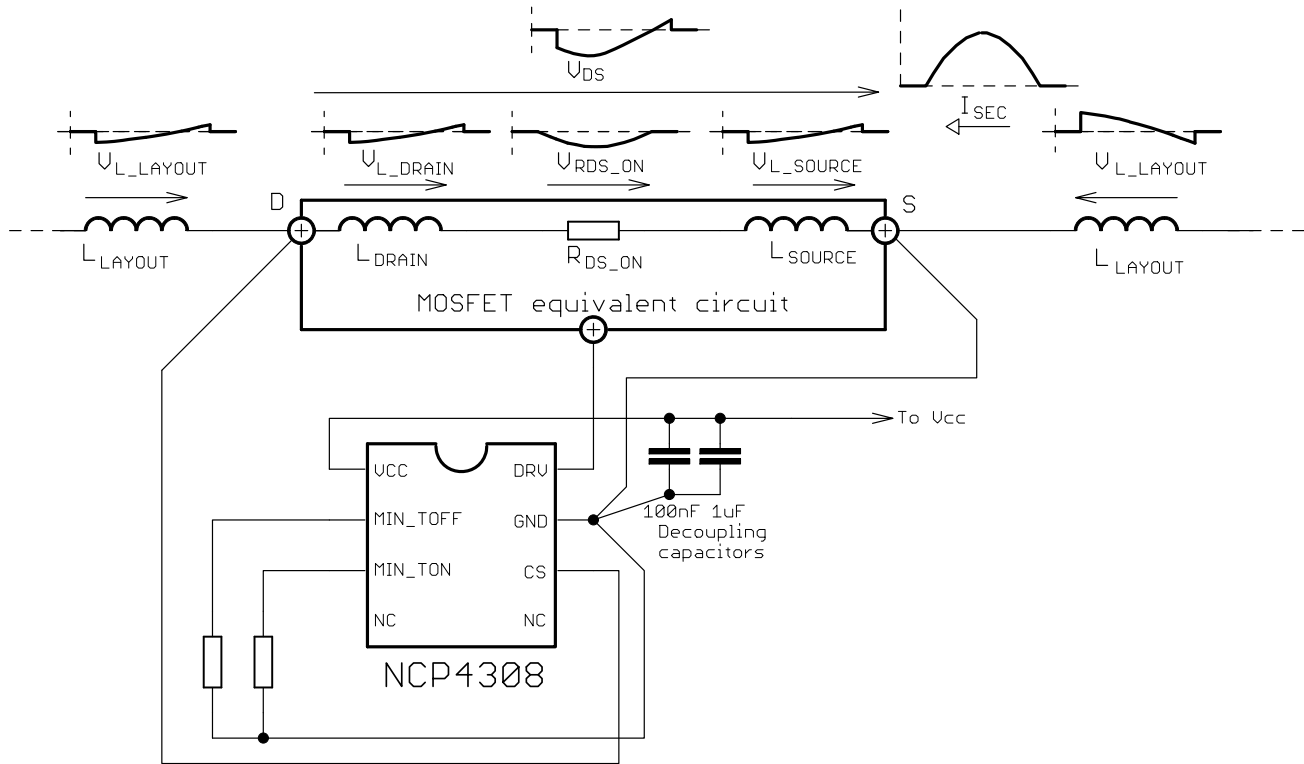 VDS
ISEC
VL_LAYOUT
VL_DRAIN
VRDS_ON
VL_SOURCE
VL_LAYOUT
D
S
LLAYOUT
LDRAIN
RDS_ON
LSOURCE
LLAYOUT
MOSFET equivalent circuit
To Vcc
VCC
DRV
MIN_TOFF
GND
100nF 1uF
Decoupling
capacitors
MIN_TON
CS
NC
NC
NCP4308